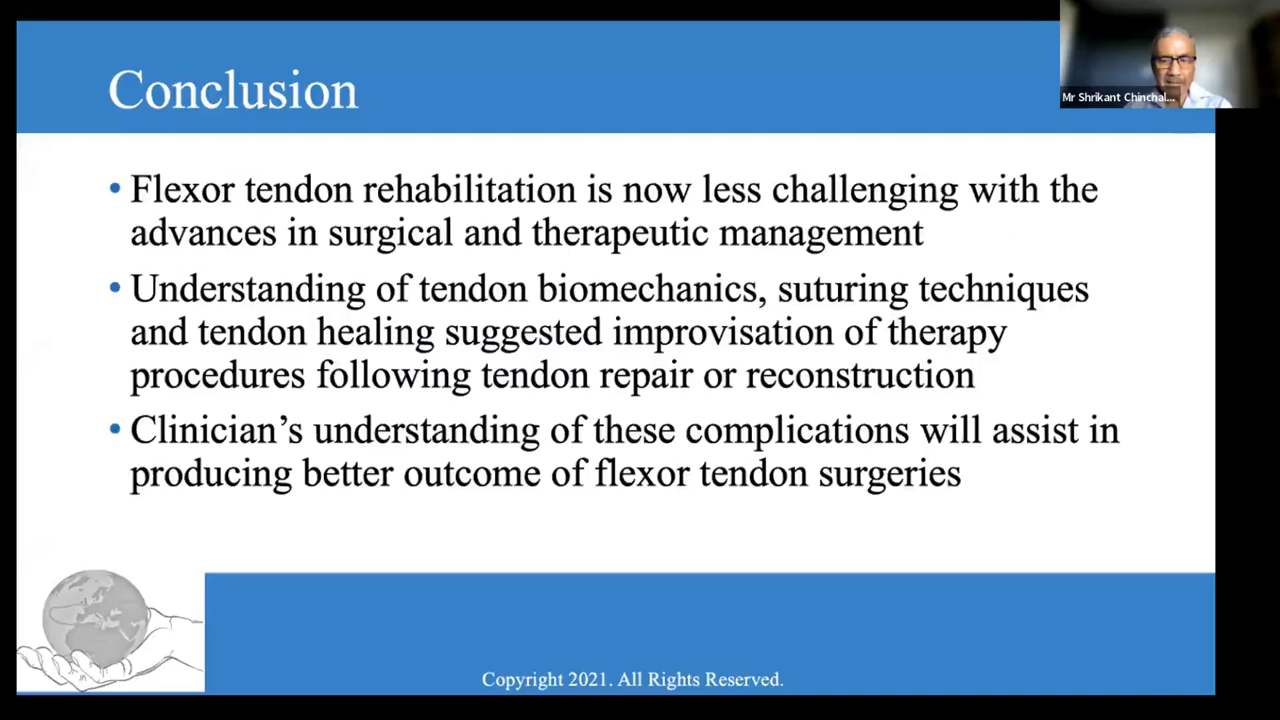 Conclusion
Mr Shrikant Chinchal...
• Flexor tendon rehabilitation is now less challenging with the
advances in surgical and therapeutic management
• Understanding of tendon biomechanics, suturing techniques
and tendon healing suggested improvisation of therapy
procedures following tendon repair or reconstruction
• Clinician’s understanding of these complications will assist in
producing better outcome of flexor tendon surgeries
Copyright 2021. All Rights Reserved.